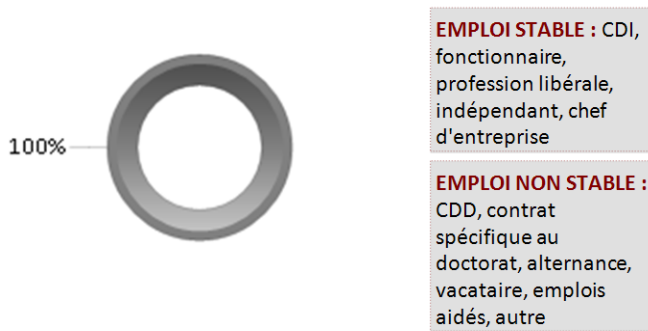 100%
EMPLOI STABLE : CDI,
fonctionnaire,
profession libérale,
indépendant, chef
d'entreprise
EMPLOI NON STABLE :
CDD, contrat
spécifique au
doctorat, alternance,
vacataire, emplois
aidés, autre